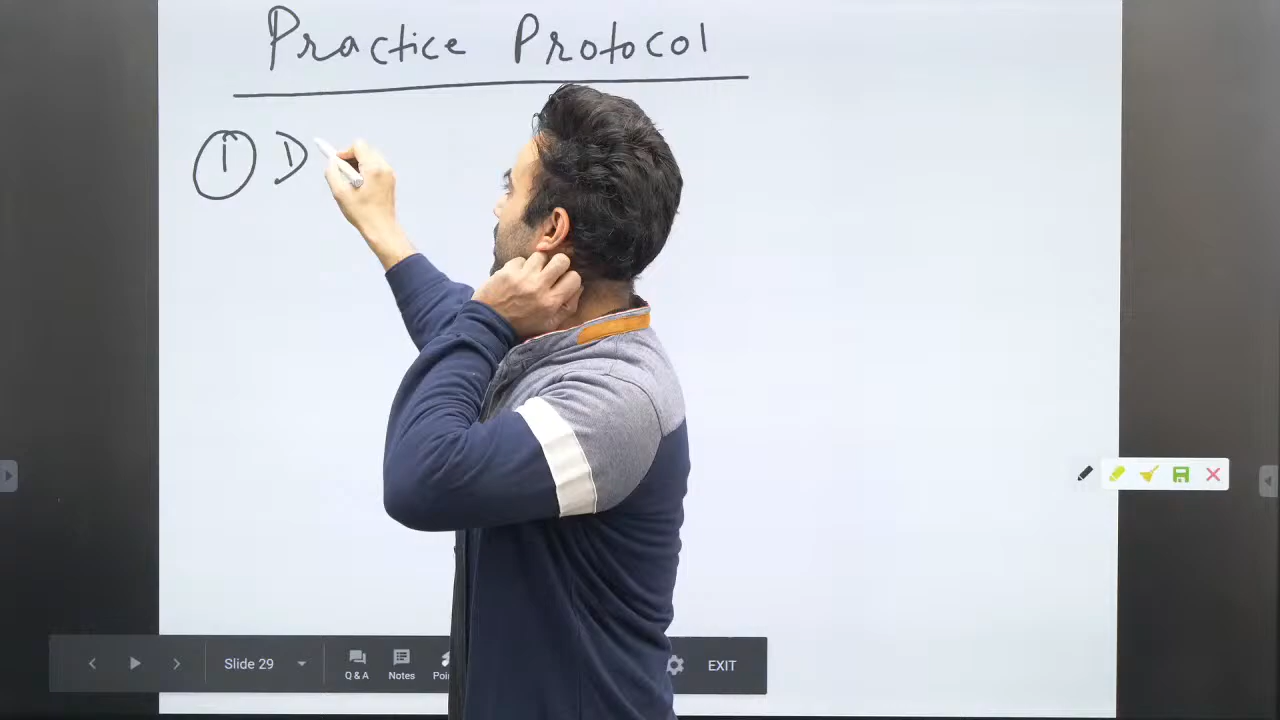 Practice Protocol
① D
Slide 29
Q & A
Notes
EXIT